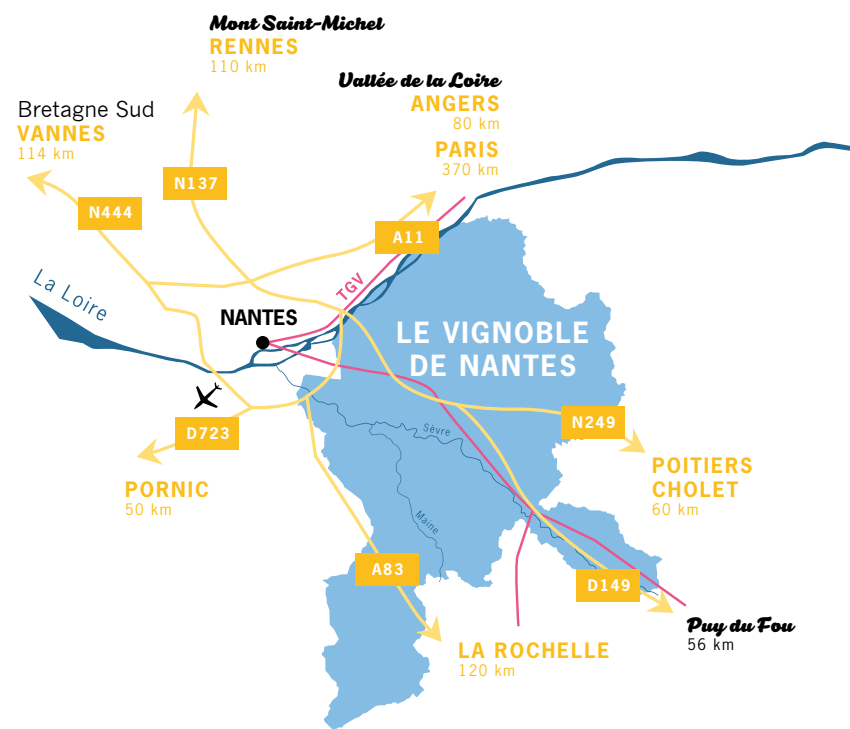 Mont Saint-Michel
RENNES
110 km
Vallée de la Loire
ANGERS
80 km
PARIS
370 km
Bretagne Sud
VANNES
114 km
N137
N444
A11
La Loire
TGV
NANTES
LE VIGNOBLE
DE NANTES
D723
N249
Sèvre
PORNIC
50 km
POITIERS
CHOLET
60 km
Maine
A83
D149
Puy du Fou
56 km
LA ROCHELLE
120 km